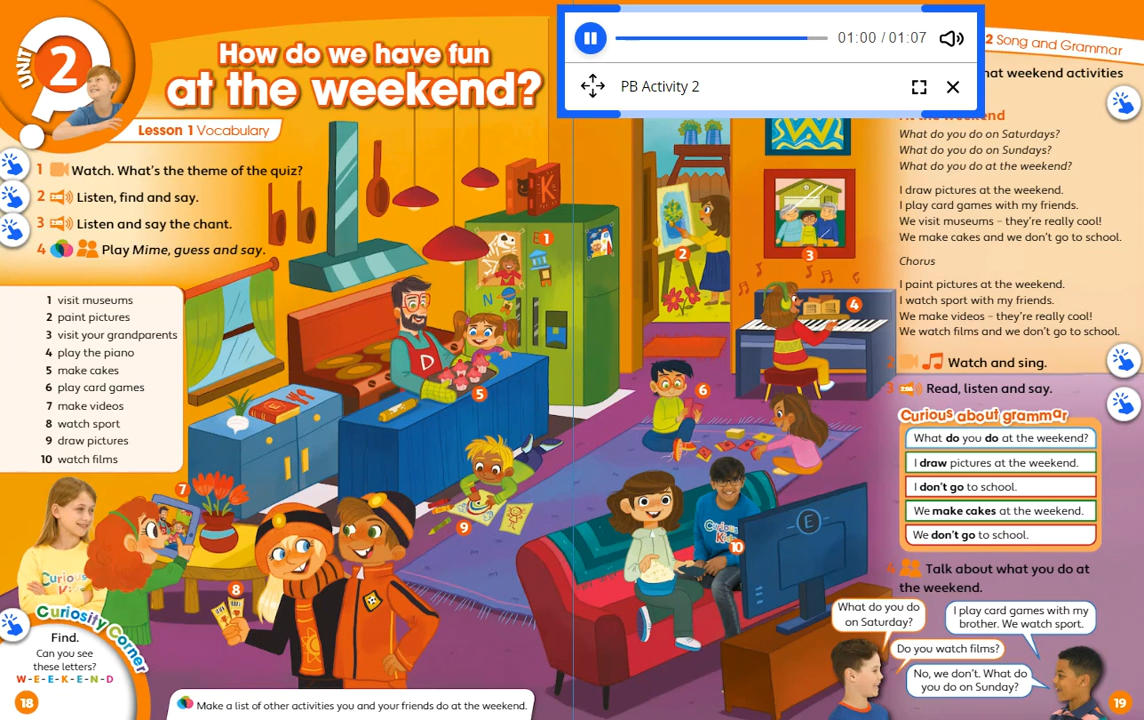 UNIT 2
How do we have fun
at the weekend?
Lesson 1 Vocabulary
1 Watch. What's the theme of the quiz?
2 Listen, find and say.
3 Listen and say the chant.
4 Play Mime, guess and say.
1 visit museums
2 paint pictures
3 visit your grandparents
4 play the piano
5 make cakes
6 play card games
7 make videos
8 watch sport
9 draw pictures
10 watch films
Curious
Curiosity Corner
Find.
Can you see
these letters?
W-E-E-K-E-N-D
18
Make a list of other activities you and your friends do at the weekend.
K
E
1
N
D
W
2
3
4
5
6
7
8
9
10
E
Curious
01:00 / 01:07
PB Activity 2
2 Song and Grammar
hat weekend activities
weekend
What do you do on Saturdays?
What do you do on Sundays?
What do you do at the weekend?
I draw pictures at the weekend.
I play card games with my friends.
We visit museums – they're really cool!
We make cakes and we don't go to school.
Chorus
I paint pictures at the weekend.
I watch sport with my friends.
We make videos – they're really cool!
We watch films and we don't go to school.
2 Watch and sing.
3 Read, listen and say.
Curious about grammar
What do you do at the weekend?
I draw pictures at the weekend.
I don't go to school.
We make cakes at the weekend.
We don't go to school.
4 Talk about what you do at
the weekend.
What do you do
on Saturday?
I play card games with my
brother. We watch sport.
Do you watch films?
No, we don't. What do
you do on Sunday?
19